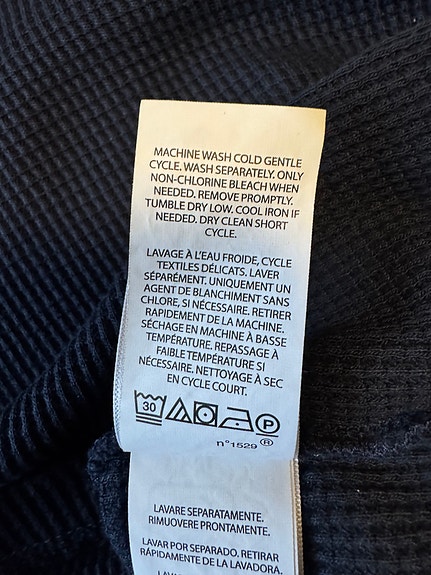 MACHINE WASH COLD GENTLE
CYCLE. WASH SEPARATELY. ONLY
NON-CHLORINE BLEACH WHEN
NEEDED. REMOVE PROMPTLY.
TUMBLE DRY LOW. COOL IRON IF
NEEDED. DRY CLEAN SHORT
CYCLE.
LAVAGE À L'EAU FROIDE, CYCLE
TEXTILES DÉLICATS. LAVER
SÉPARÉMENT. UNIQUEMENT UN
AGENT DE BLANCHIMENT SANS
CHLORE, SI NÉCESSAIRE. RETIRER
RAPIDEMENT DE LA MACHINE.
SÉCHAGE EN MACHINE À BASSE
TEMPÉRATURE. REPASSAGE À
FAIBLE TEMPÉRATURE SI
NÉCESSAIRE. NETTOYAGE À SEC
EN CYCLE COURT.
30 P
n°1529 ®
LAVARE SEPARATAMENTE.
RIMUOVERE PRONTAMENTE.
LAVAR POR SEPARADO. RETIRAR
RÁPIDAMENTE DE LA LAVADORA.